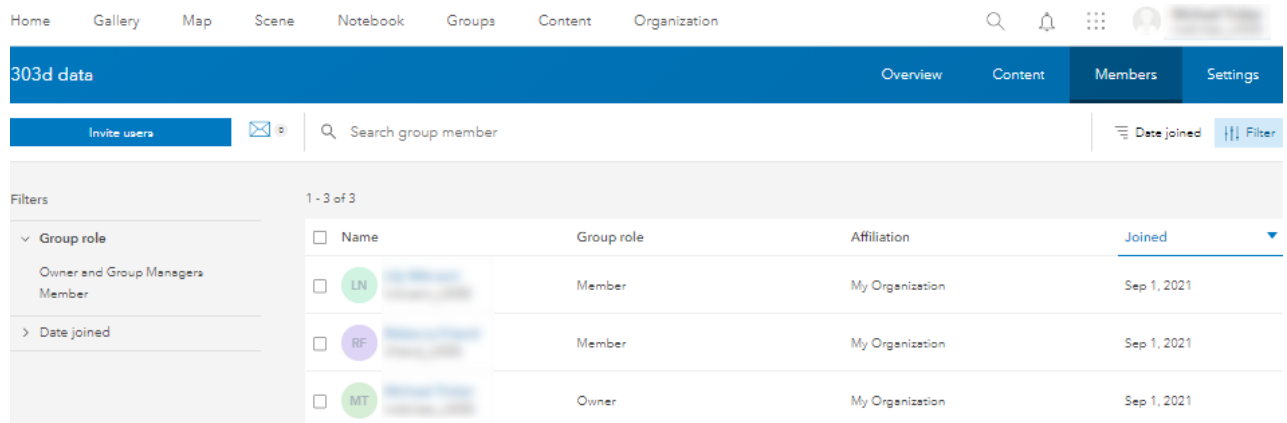 Home Gallery Map Scene Notebook Groups Content Organization
303d data Overview Content Members Settings
Invite users 0 Search group member Date joined Filter
Filters 1 - 3 of 3
Group role Name Group role Affiliation Joined
Owner and Group Managers
Member
LN Member My Organization Sep 1, 2021
Date joined
RF Member My Organization Sep 1, 2021
MT Owner My Organization Sep 1, 2021